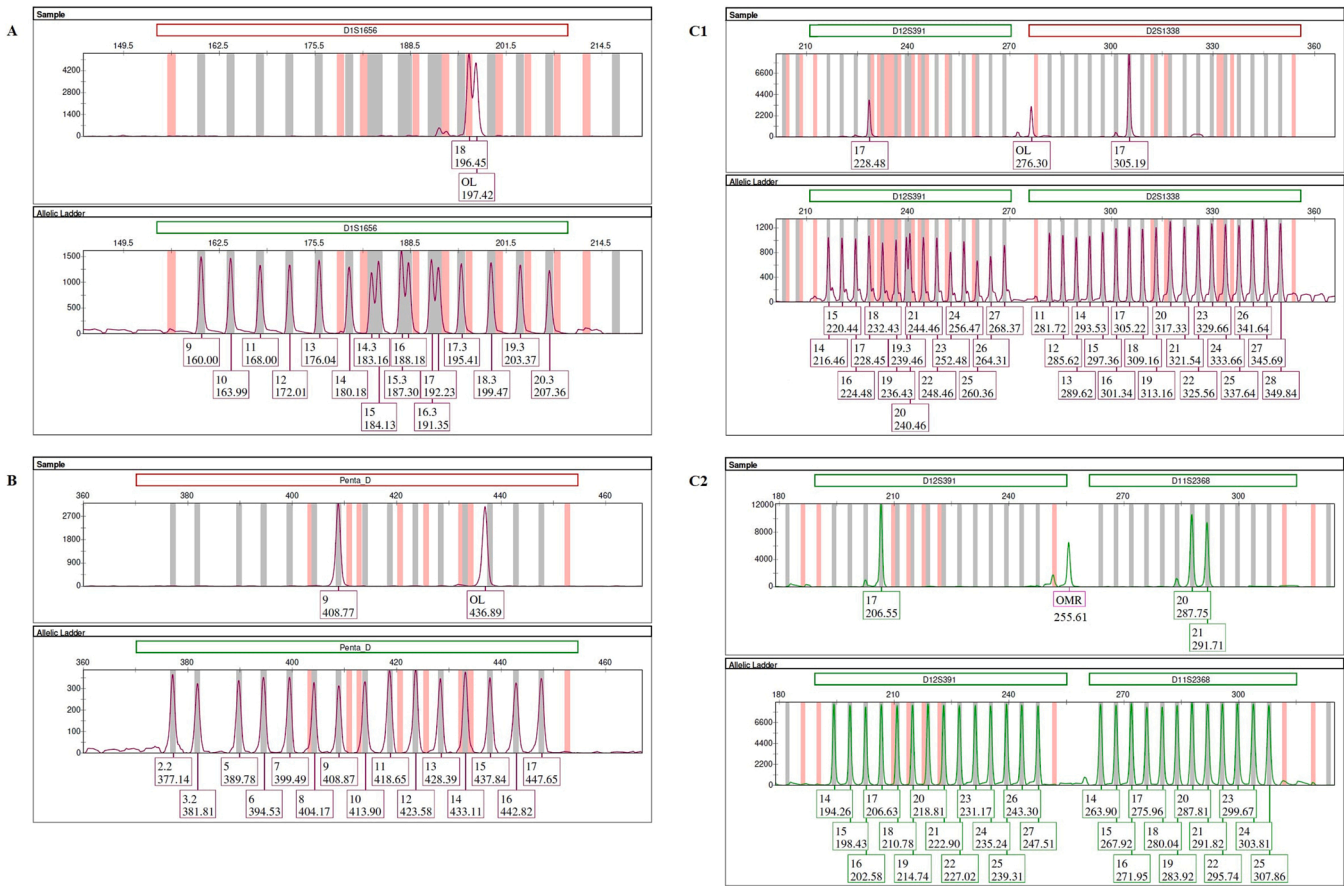 A
Sample
D1S1656
149.5 162.5 175.5 188.5 201.5 214.5
4200
2800
1400
0
18
196.45
OL
197.42
Allelic Ladder
D1S1656
149.5 162.5 175.5 188.5 201.5 214.5
1500
1000
500
0
9 11 13 14.3 16 17.3 19.3
160.00 168.00 176.04 183.16 188.18 195.41 203.37
10 12 14 15.3 17 18.3 20.3
163.99 172.01 180.18 187.30 192.23 199.47 207.36
15 16.3
184.13 191.35
B
Sample
Penta_D
360 380 400 420 440 460
2700
1800
900
0
9
408.77
OL
436.89
Allelic Ladder
Penta_D
360 380 400 420 440 460
300
200
100
0
2.2 5 7 9 11 13 15 17
377.14 389.78 399.49 408.87 418.65 428.39 437.84 447.65
3.2 6 8 10 12 14 16
381.81 394.53 404.17 413.90 423.58 433.11 442.82
C1
Sample
D12S391 D2S1338
210 240 270 300 330 360
6600
4400
2200
0
17 OL 17
228.48 276.30 305.19
Allelic Ladder
D12S391 D2S1338
210 240 270 300 330 360
1200
800
400
0
15 18 21 24 27 11 14 17 20 23 26
220.44 232.43 244.46 256.47 268.37 281.72 293.53 305.22 317.33 329.66 341.64
14 17 19.3 23 26 12 15 18 21 24 27
216.46 228.45 239.46 252.48 264.31 285.62 297.36 309.16 321.54 333.66 345.69
16 19 22 25 13 16 19 22 25 28
224.48 236.43 248.46 260.36 289.62 301.34 313.16 325.56 337.64 349.84
20
240.46
C2
Sample
D12S391 D11S2368
180 210 240 270 300
12000
8000
4000
0
17 OMR 20
206.55 255.61 287.75
21
291.71
Allelic Ladder
D12S391 D11S2368
180 210 240 270 300
6600
4400
2200
0
14 17 20 23 26 14 17 20 23
194.26 206.63 218.81 231.17 243.30 263.90 275.96 287.81 299.67
15 18 21 24 27 15 18 21 24
198.43 210.78 222.90 235.24 247.51 267.92 280.04 291.82 303.81
16 19 22 25 16 19 22 25
202.58 214.74 227.02 239.31 271.95 283.92 295.74 307.86